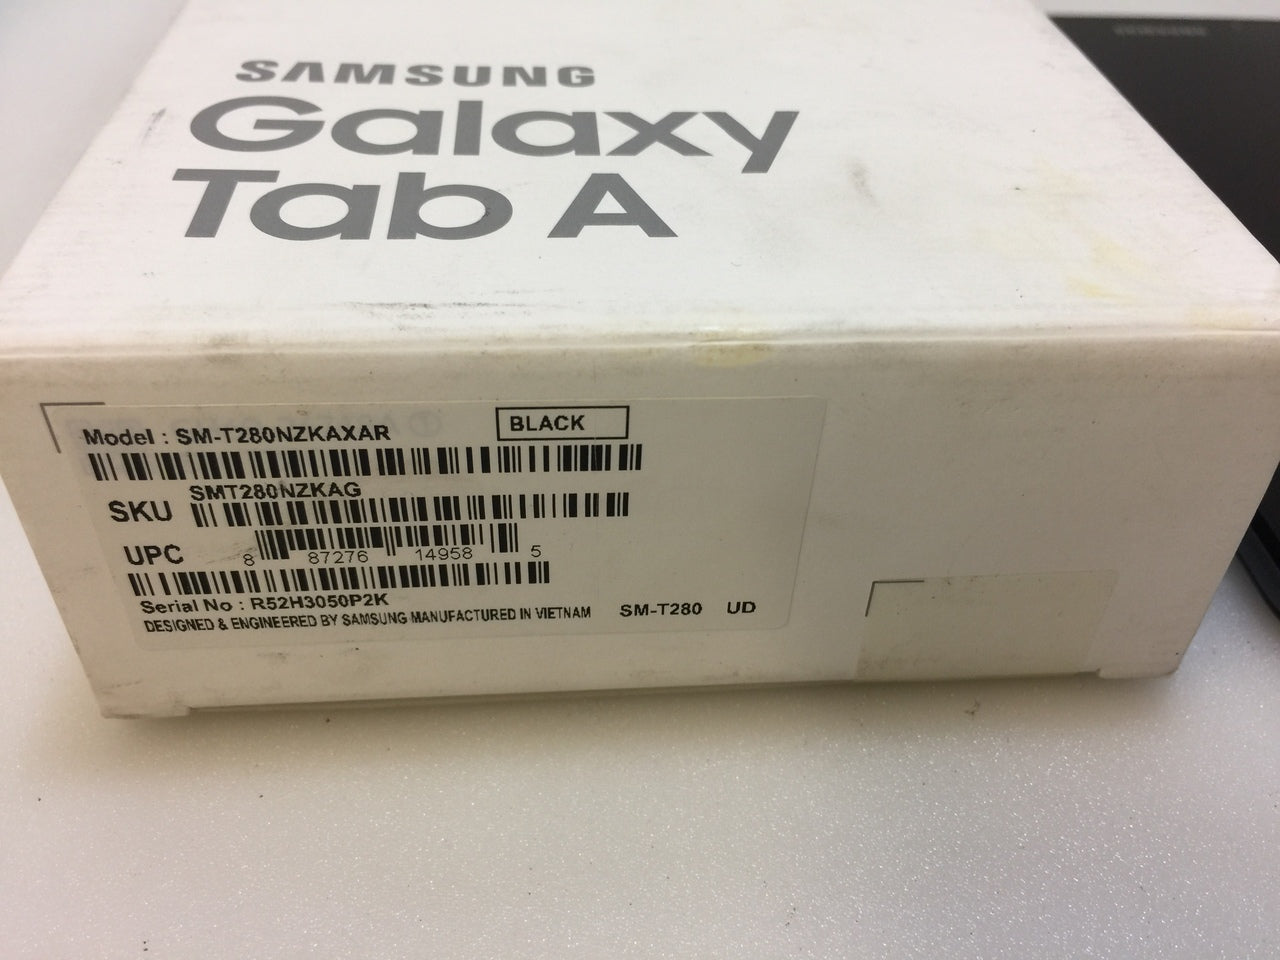 SAMSUNG
Galaxy
Tab A
Model : SM-T280NZKAXAR
BLACK
SMT280NZKAG
SKU
UPC
8 87276 14958 5
Serial No : R52H3050P2K
DESIGNED & ENGINEERED BY SAMSUNG MANUFACTURED IN VIETNAM
SM-T280 UD
SAMSUNG